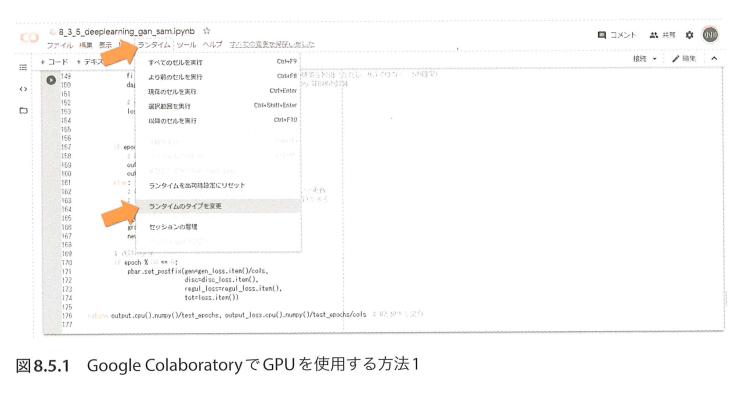 8_3_5_deeplearning_gan_sam.ipynb
ファイル 編集 表示 ランタイム ツール ヘルプ すべての変更を保存しました
コメント 共有
+ コード + テキス
接続 編集
すべてのセルを実行 Ctrl+F9
より前のセルを実行 Ctrl+F8
現在のセルを実行 Ctrl+Enter
選択範囲を実行 Ctrl+Shift+Enter
以降のセルを実行 Ctrl+F10
ランタイムを出荷時設定にリセット
ランタイムのタイプを変更
セッションの管理
149 fi
150 da
151
152
153 los
154
155
156
157 if epoc
158
159 out
160 out
161 else:
162
163
164
165
166 gr
167 ne
168
169
170 if epoch %
171 pbar.set_postfix(gen=gen_loss.item()/cols,
172 disc=disc_loss.item(),
173 regul_loss=regul_loss.item(),
174 tot=loss.item())
175
176 return output.cpu().numpy()/test_epochs, output_loss.cpu().numpy()/test_epochs/cols
177
図8.5.1 Google ColaboratoryでGPUを使用する方法1